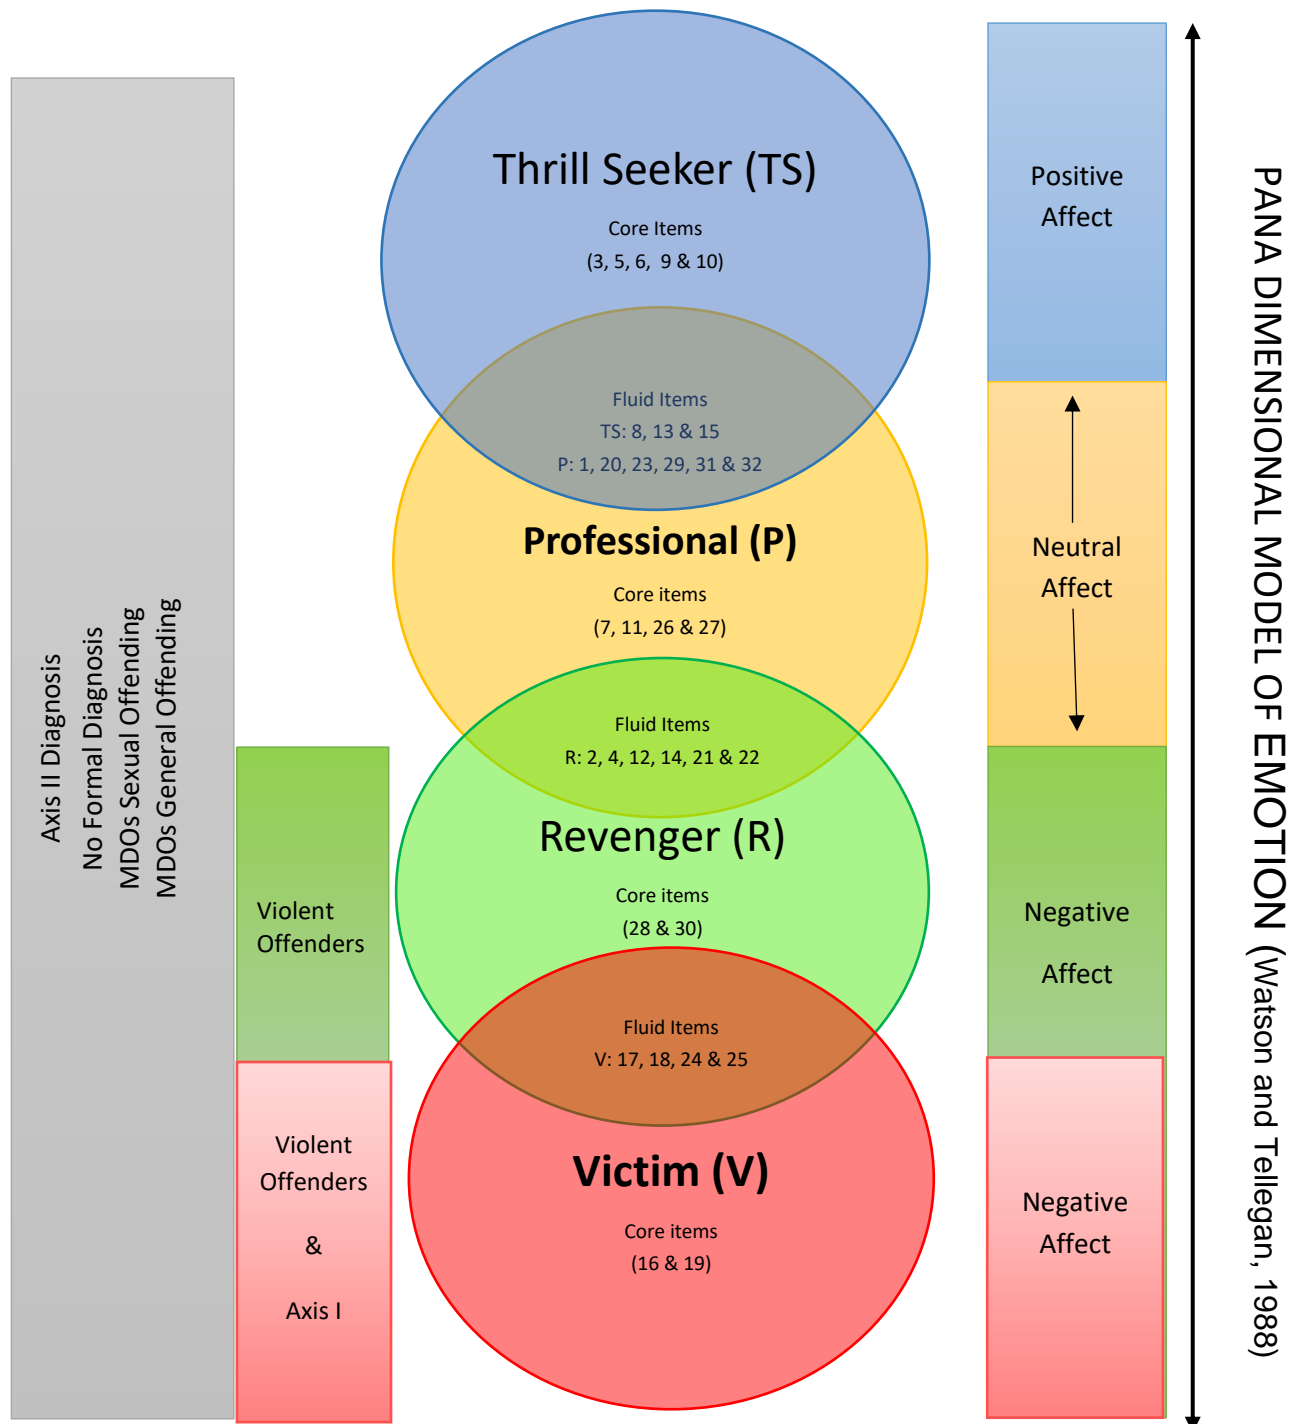 Thrill Seeker (TS)
Core Items
(3, 5, 6, 9 & 10)
Fluid Items
TS: 8, 13 & 15
P: 1, 20, 23, 29, 31 & 32
Professional (P)
Core items
(7, 11, 26 & 27)
Fluid Items
R: 2, 4, 12, 14, 21 & 22
Revenger (R)
Core items
(28 & 30)
Fluid Items
V: 17, 18, 24 & 25
Victim (V)
Core items
(16 & 19)
Axis II Diagnosis
No Formal Diagnosis
MDOs Sexual Offending
MDOs General Offending
Violent
Offenders
Violent
Offenders
&
Axis I
Positive
Affect
Neutral
Affect
Negative
Affect
Negative
Affect
PANA DIMENSIONAL MODEL OF EMOTION (Watson and Tellegan, 1988)